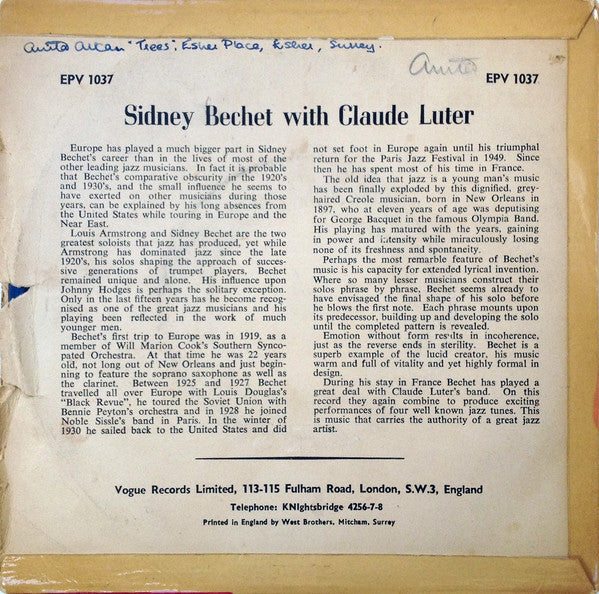 Anita Arkan "Trees", Esher Place, Esher, Surrey.
Anita
EPV 1037
EPV 1037
Sidney Bechet with Claude Luter
Europe has played a much bigger part in Sidney
Bechet's career than in the lives of most of the
other leading jazz musicians. In fact it is probable
that Bechet's comparative obscurity in the 1920's
and 1930's, and the small influence he seems to
have exerted on other musicians during those
years, can be explained by his long absences from
the United States while touring in Europe and the
Near East.
Louis Armstrong and Sidney Bechet are the two
greatest soloists that jazz has produced, yet while
Armstrong has dominated jazz since the late
1920's, his solos shaping the approach of succes-
sive generations of trumpet players, Bechet
remained unique and alone. His influence upon
Johnny Hodges is perhaps the solitary exception.
Only in the last fifteen years has he become recog-
nised as one of the great jazz musicians and his
playing been reflected in the work of much
younger men.
Bechet's first trip to Europe was in 1919, as a
member of Will Marion Cook's Southern Synco-
pated Orchestra. At that time he was 22 years
old, not long out of New Orleans and just begin-
ning to feature the soprano saxophone as well as
the clarinet. Between 1925 and 1927 Bechet
travelled all over Europe with Louis Douglas's
"Black Revue", he toured the Soviet Union with
Bennie Peyton's orchestra and in 1928 he joined
Noble Sissle's band in Paris. In the winter of
1930 he sailed back to the United States and did
not set foot in Europe again until his triumphal
return for the Paris Jazz Festival in 1949. Since
then he has spent most of his time in France.
The old idea that jazz is a young man's music
has been finally exploded by this dignified, grey-
haired Creole musician, born in New Orleans in
1897, who at eleven years of age was deputising
for George Bacquet in the famous Olympia Band.
His playing has matured with the years, gaining
in power and intensity while miraculously losing
none of its freshness and spontaneity.
Perhaps the most remarble feature of Bechet's
music is his capacity for extended lyrical invention.
Where so many lesser musicians construct their
solos phrase by phrase, Bechet seems already to
have envisaged the final shape of his solo before
he blows the first note. Each phrase mounts upon
its predecessor, building up and developing the solo
until the completed pattern is revealed.
Emotion without form results in incoherence,
just as the reverse ends in sterility. Bechet is a
superb example of the lucid creator, his music
warm and full of vitality and yet highly formal in
design.
During his stay in France Bechet has played a
great deal with Claude Luter's band. On this
record they again combine to produce exciting
performances of four well known jazz tunes. This
is music that carries the authority of a great jazz
artist.
Vogue Records Limited, 113-115 Fulham Road, London, S.W.3, England
Telephone: KNIghtsbridge 4256-7-8
Printed in England by West Brothers, Mitcham, Surrey